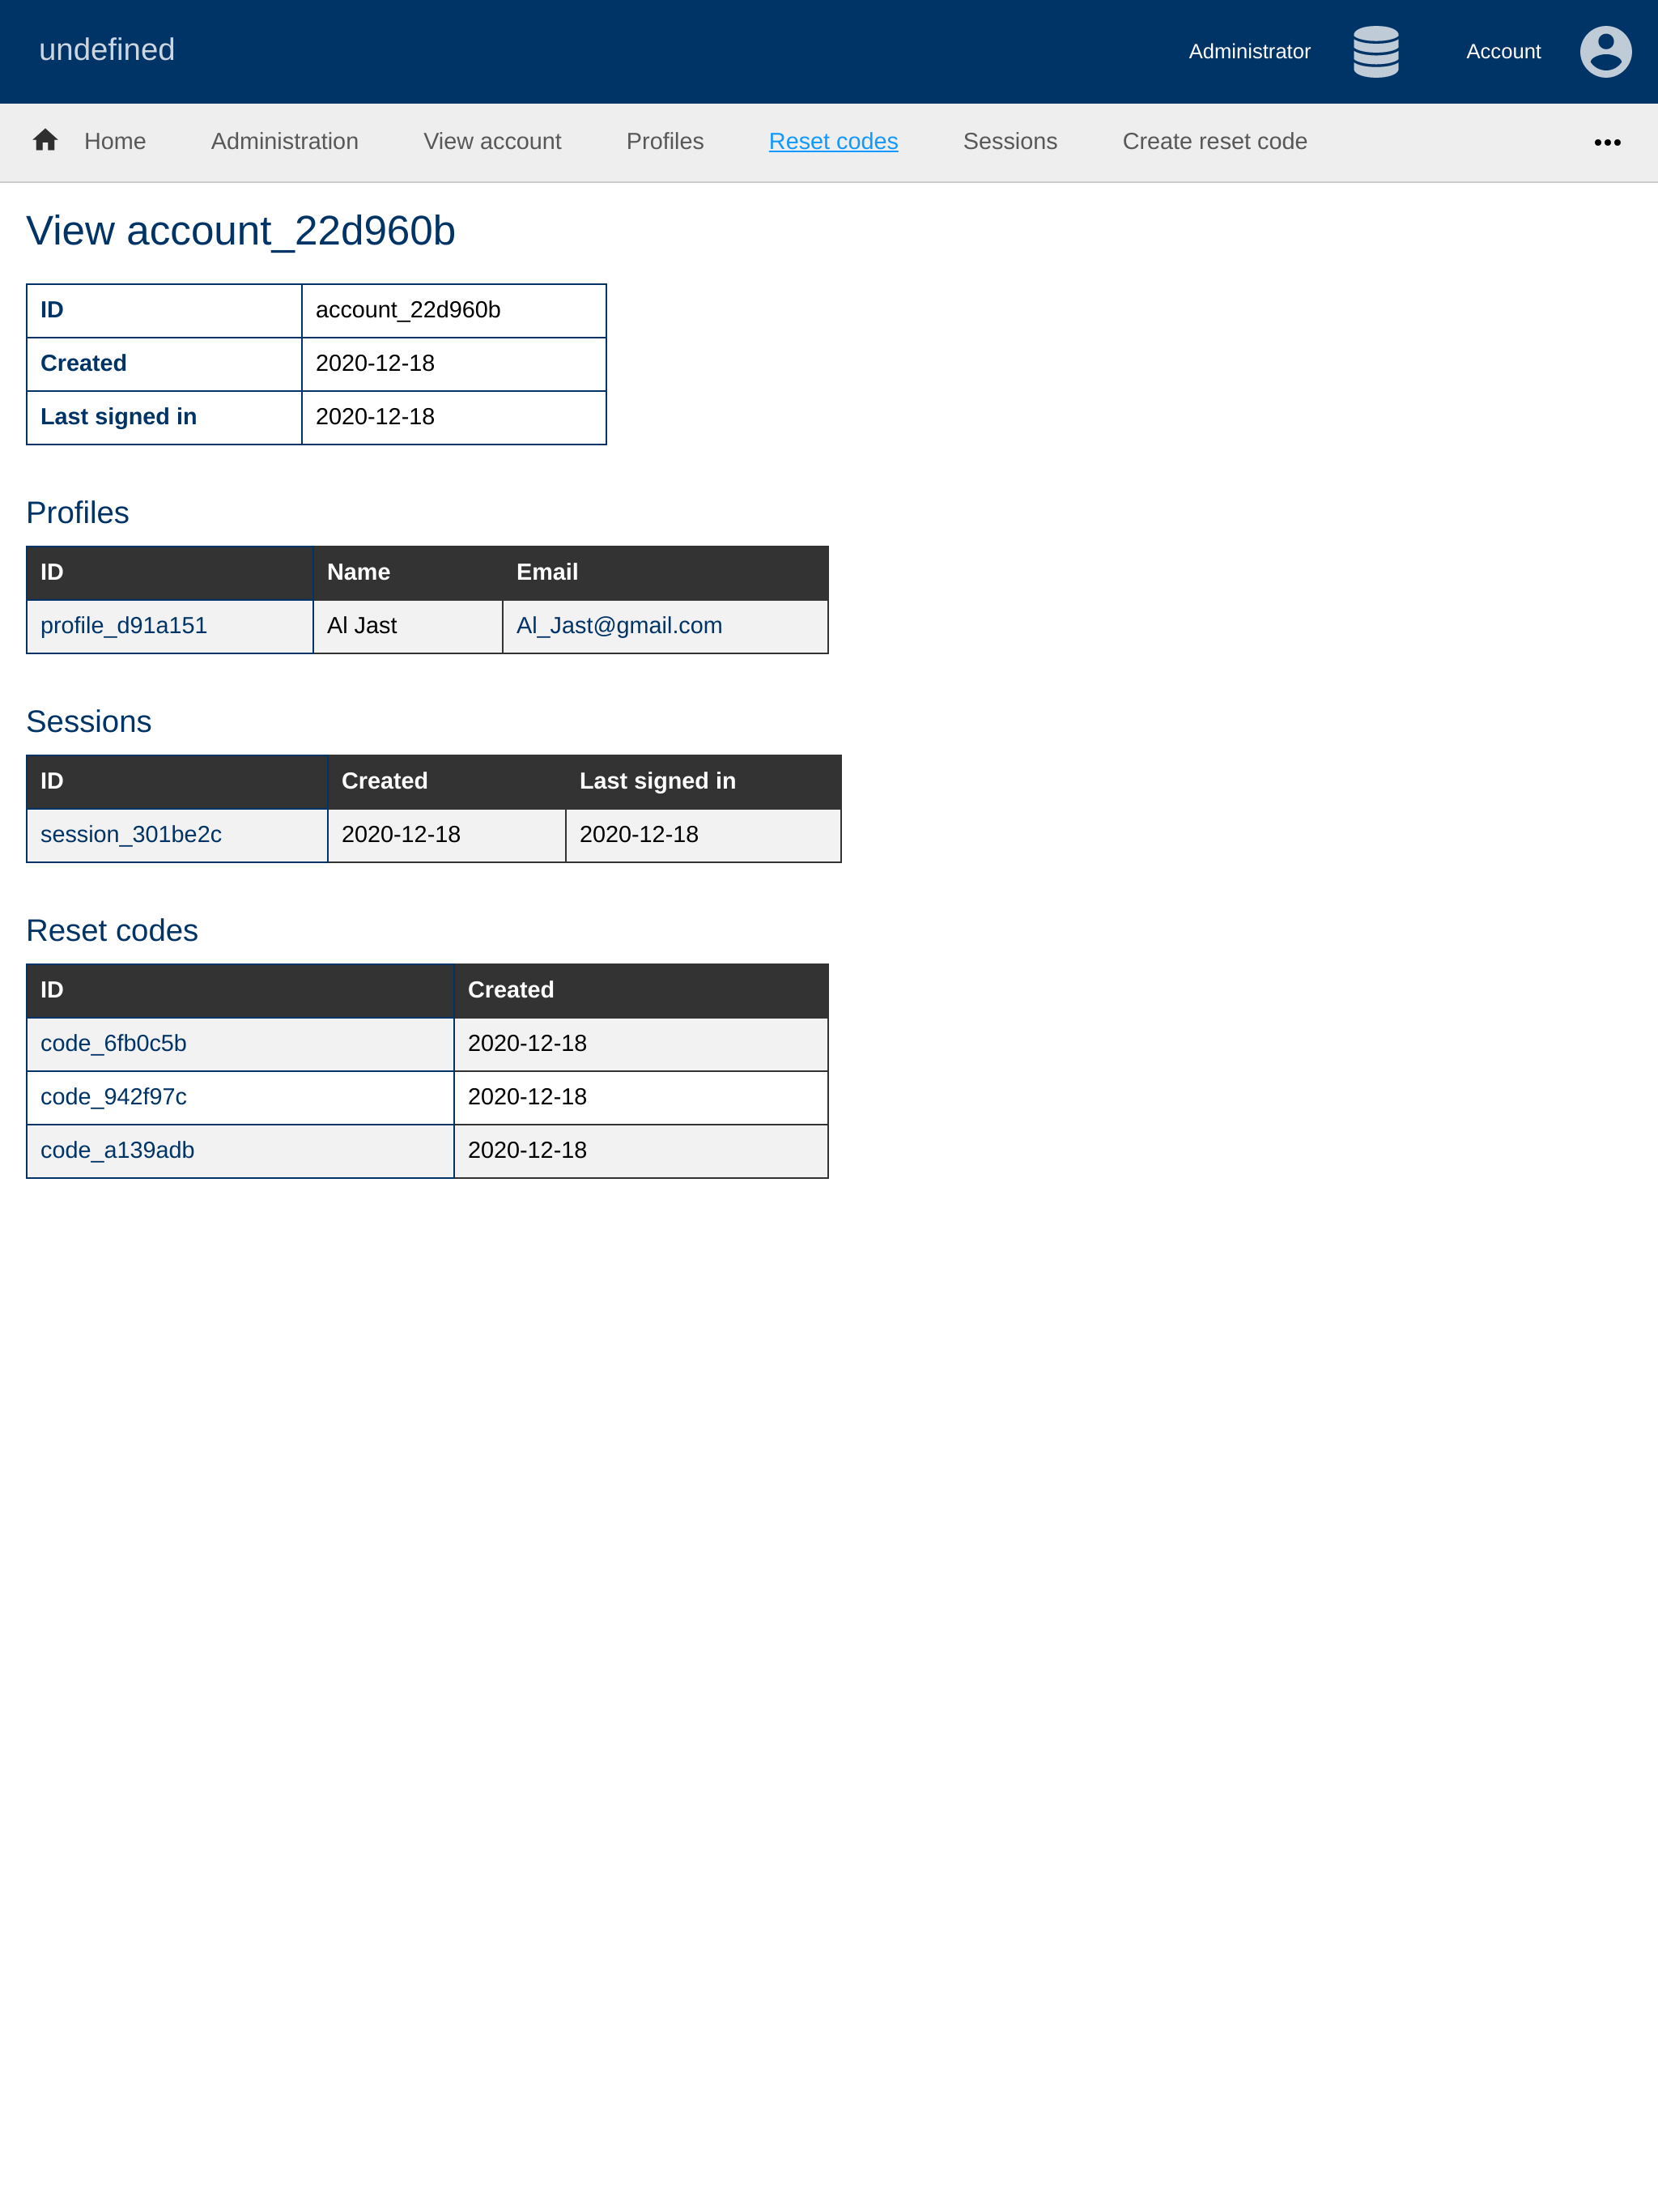 undefined
Administrator Account
Home Administration View account Profiles Reset codes Sessions Create reset code
View account_22d960b
ID account_22d960b
Created 2020-12-18
Last signed in 2020-12-18
Profiles
ID Name Email
profile_d91a151 Al Jast Al_Jast@gmail.com
Sessions
ID Created Last signed in
session_301be2c 2020-12-18 2020-12-18
Reset codes
ID Created
code_6fb0c5b 2020-12-18
code_942f97c 2020-12-18
code_a139adb 2020-12-18